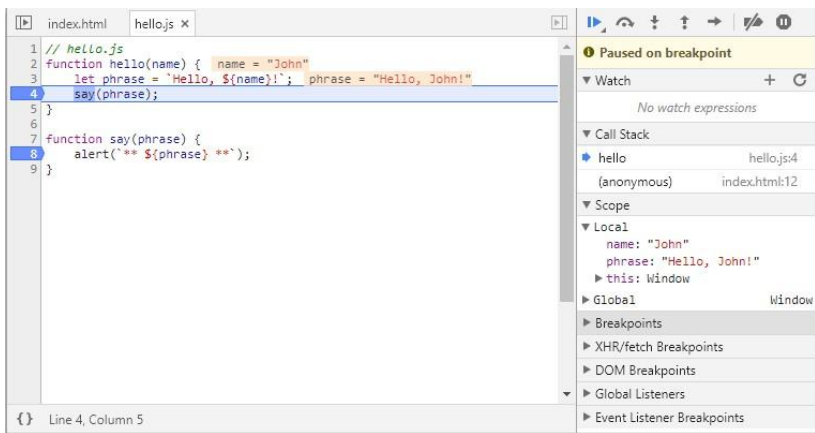 index.html hello.js ×
1 // hello.js
2 function hello(name) { name = "John"
3 let phrase = `Hello, ${name}!`; phrase = "Hello, John!"
4 say(phrase);
5 }
6
7 function say(phrase) {
8 alert(`** ${phrase} **`);
9 }
{} Line 4, Column 5
Paused on breakpoint
Watch
No watch expressions
Call Stack
hello hello.js:4
(anonymous) index.html:12
Scope
Local
name: "John"
phrase: "Hello, John!"
this: Window
Global Window
Breakpoints
XHR/fetch Breakpoints
DOM Breakpoints
Global Listeners
Event Listener Breakpoints